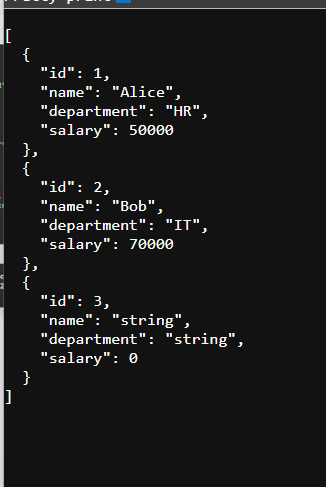 [
  {
    "id": 1,
    "name": "Alice",
    "department": "HR",
    "salary": 50000
  },
  {
    "id": 2,
    "name": "Bob",
    "department": "IT",
    "salary": 70000
  },
  {
    "id": 3,
    "name": "string",
    "department": "string",
    "salary": 0
  }
]